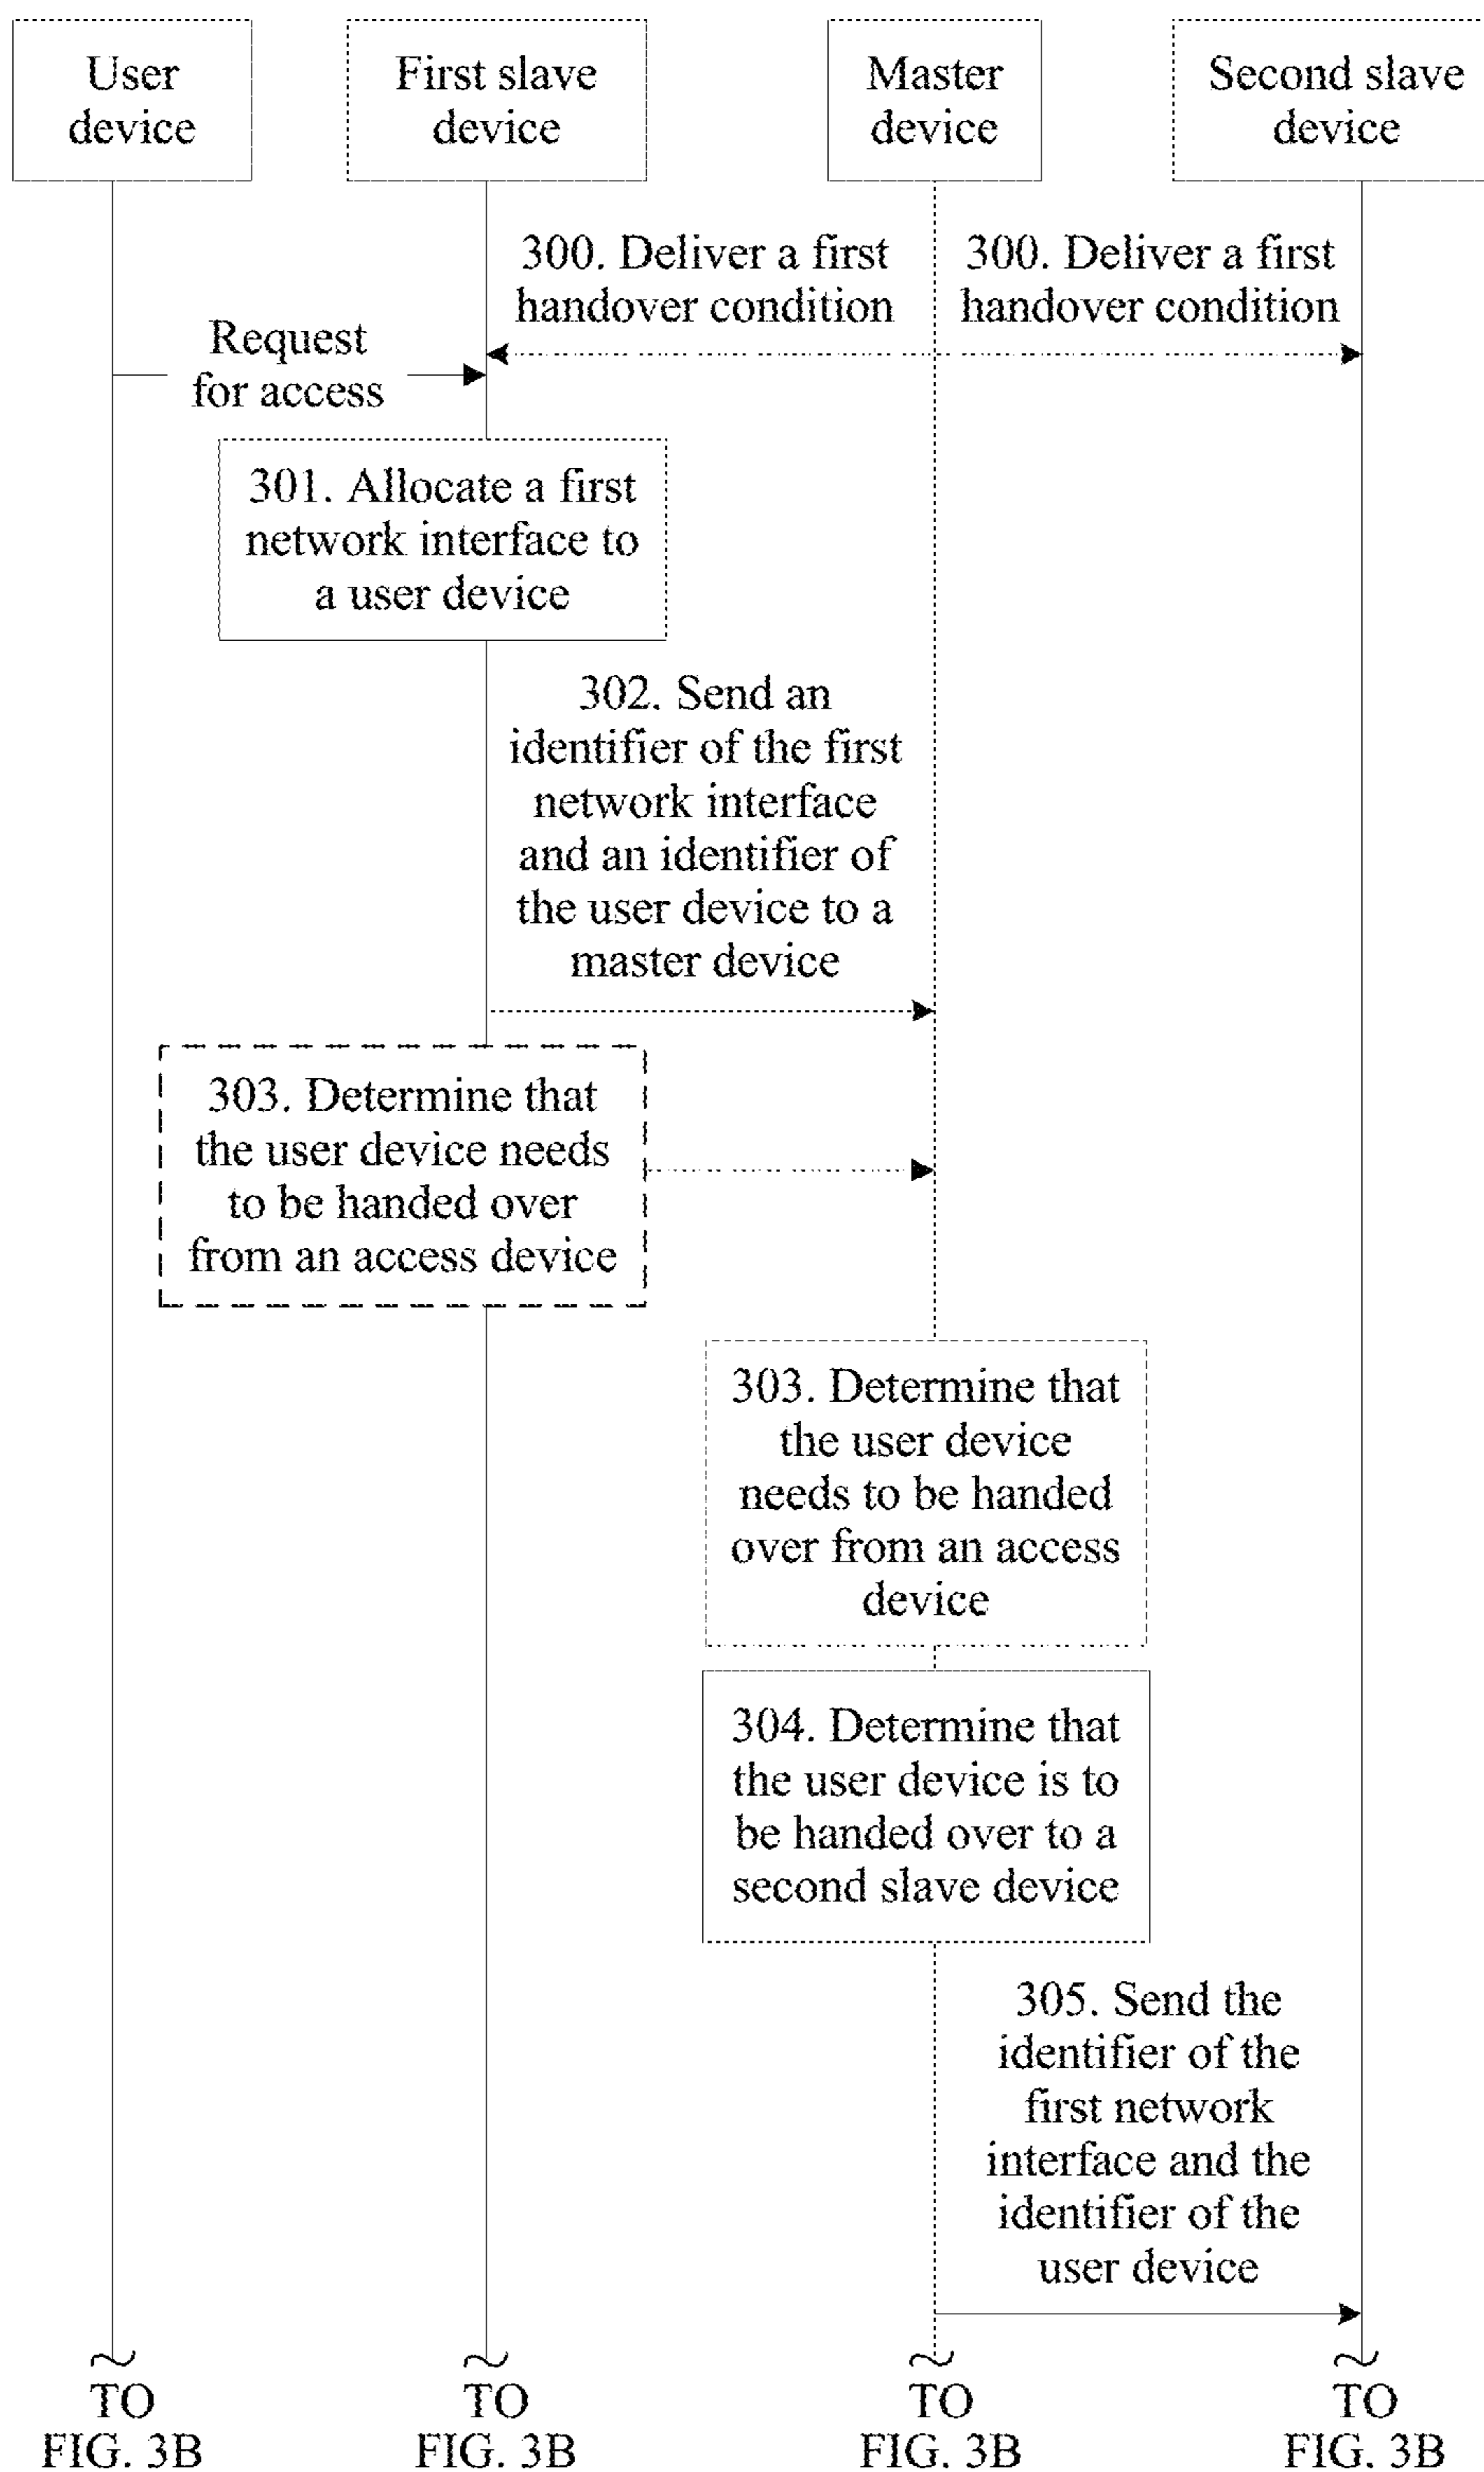 User
device
First slave
device
Master
device
Second slave
device
300. Deliver a first
handover condition
300. Deliver a first
handover condition
Request
for access
301. Allocate a first
network interface to
a user device
302. Send an
identifier of the first
network interface
and an identifier of
the user device to a
master device
303. Determine that
the user device needs
to be handed over
from an access device
303. Determine that
the user device
needs to be handed
over from an access
device
304. Determine that
the user device is to
be handed over to a
second slave device
305. Send the
identifier of the
first network
interface and the
identifier of the
user device
TO
FIG. 3B
TO
FIG. 3B
TO
FIG. 3B
TO
FIG. 3B